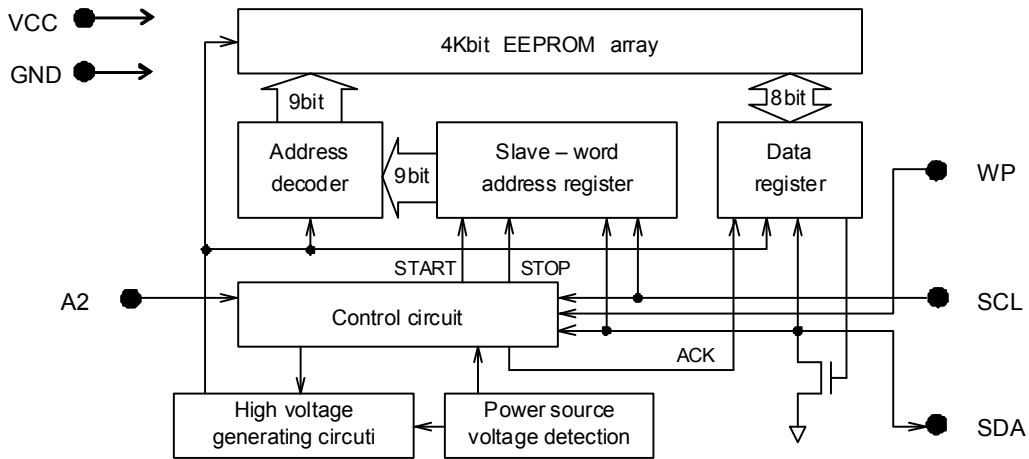 VCC
GND
4Kbit EEPROM array
9bit
8bit
Address
decoder
9bit
Slave – word
address register
Data
register
WP
START
STOP
A2
Control circuit
SCL
ACK
High voltage
generating circuti
Power source
voltage detection
SDA